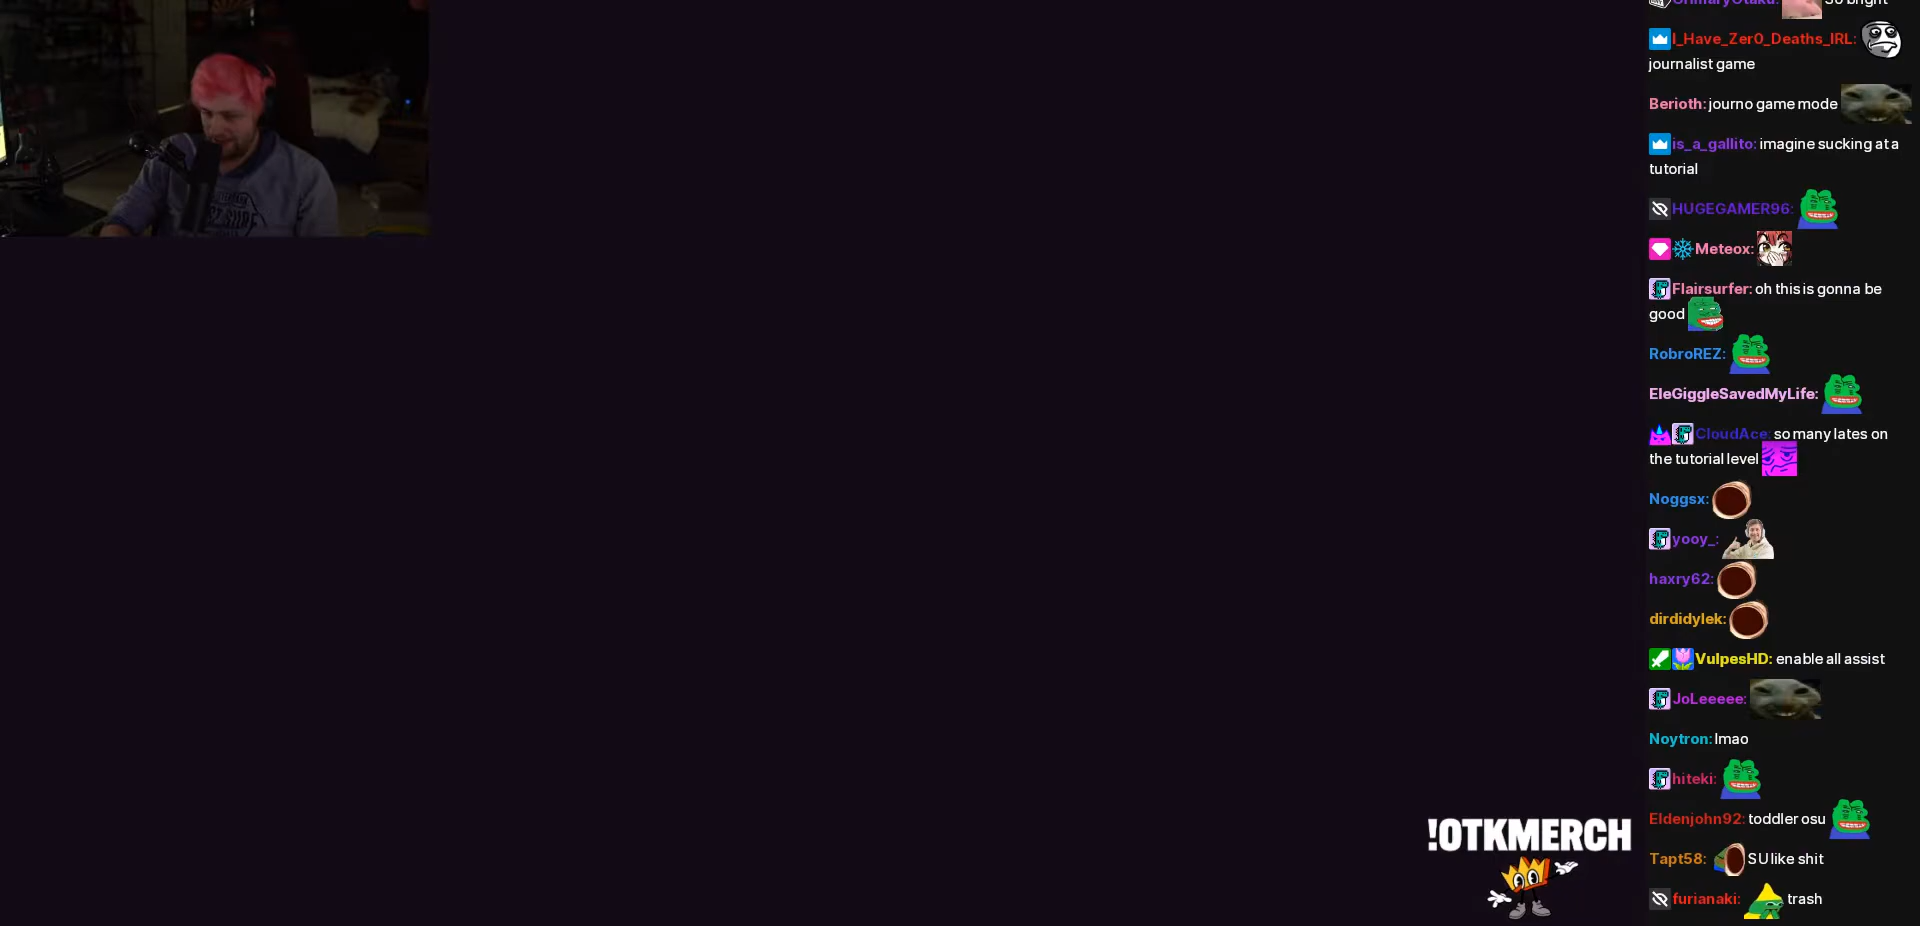 So bright
I_Have_Zer0_Deaths_IRL:
journalist game
Berioth: journo game mode
is_a_gallito: imagine sucking at a
tutorial
HUGEGAMER96:
Meteox:
Flairsurfer: oh this is gonna be
good
RobroREZ:
EleGiggleSavedMyLife:
CloudAce: so many lates on
the tutorial level
Noggsx:
yooy_:
haxry62:
dirdidylek:
VulpesHD: enable all assist
JoLeeeee:
Noytron: lmao
hiteki:
Eldenjohn92: toddler osu
Tapt58: SU like shit
furianaki: trash
!OTKMERCH